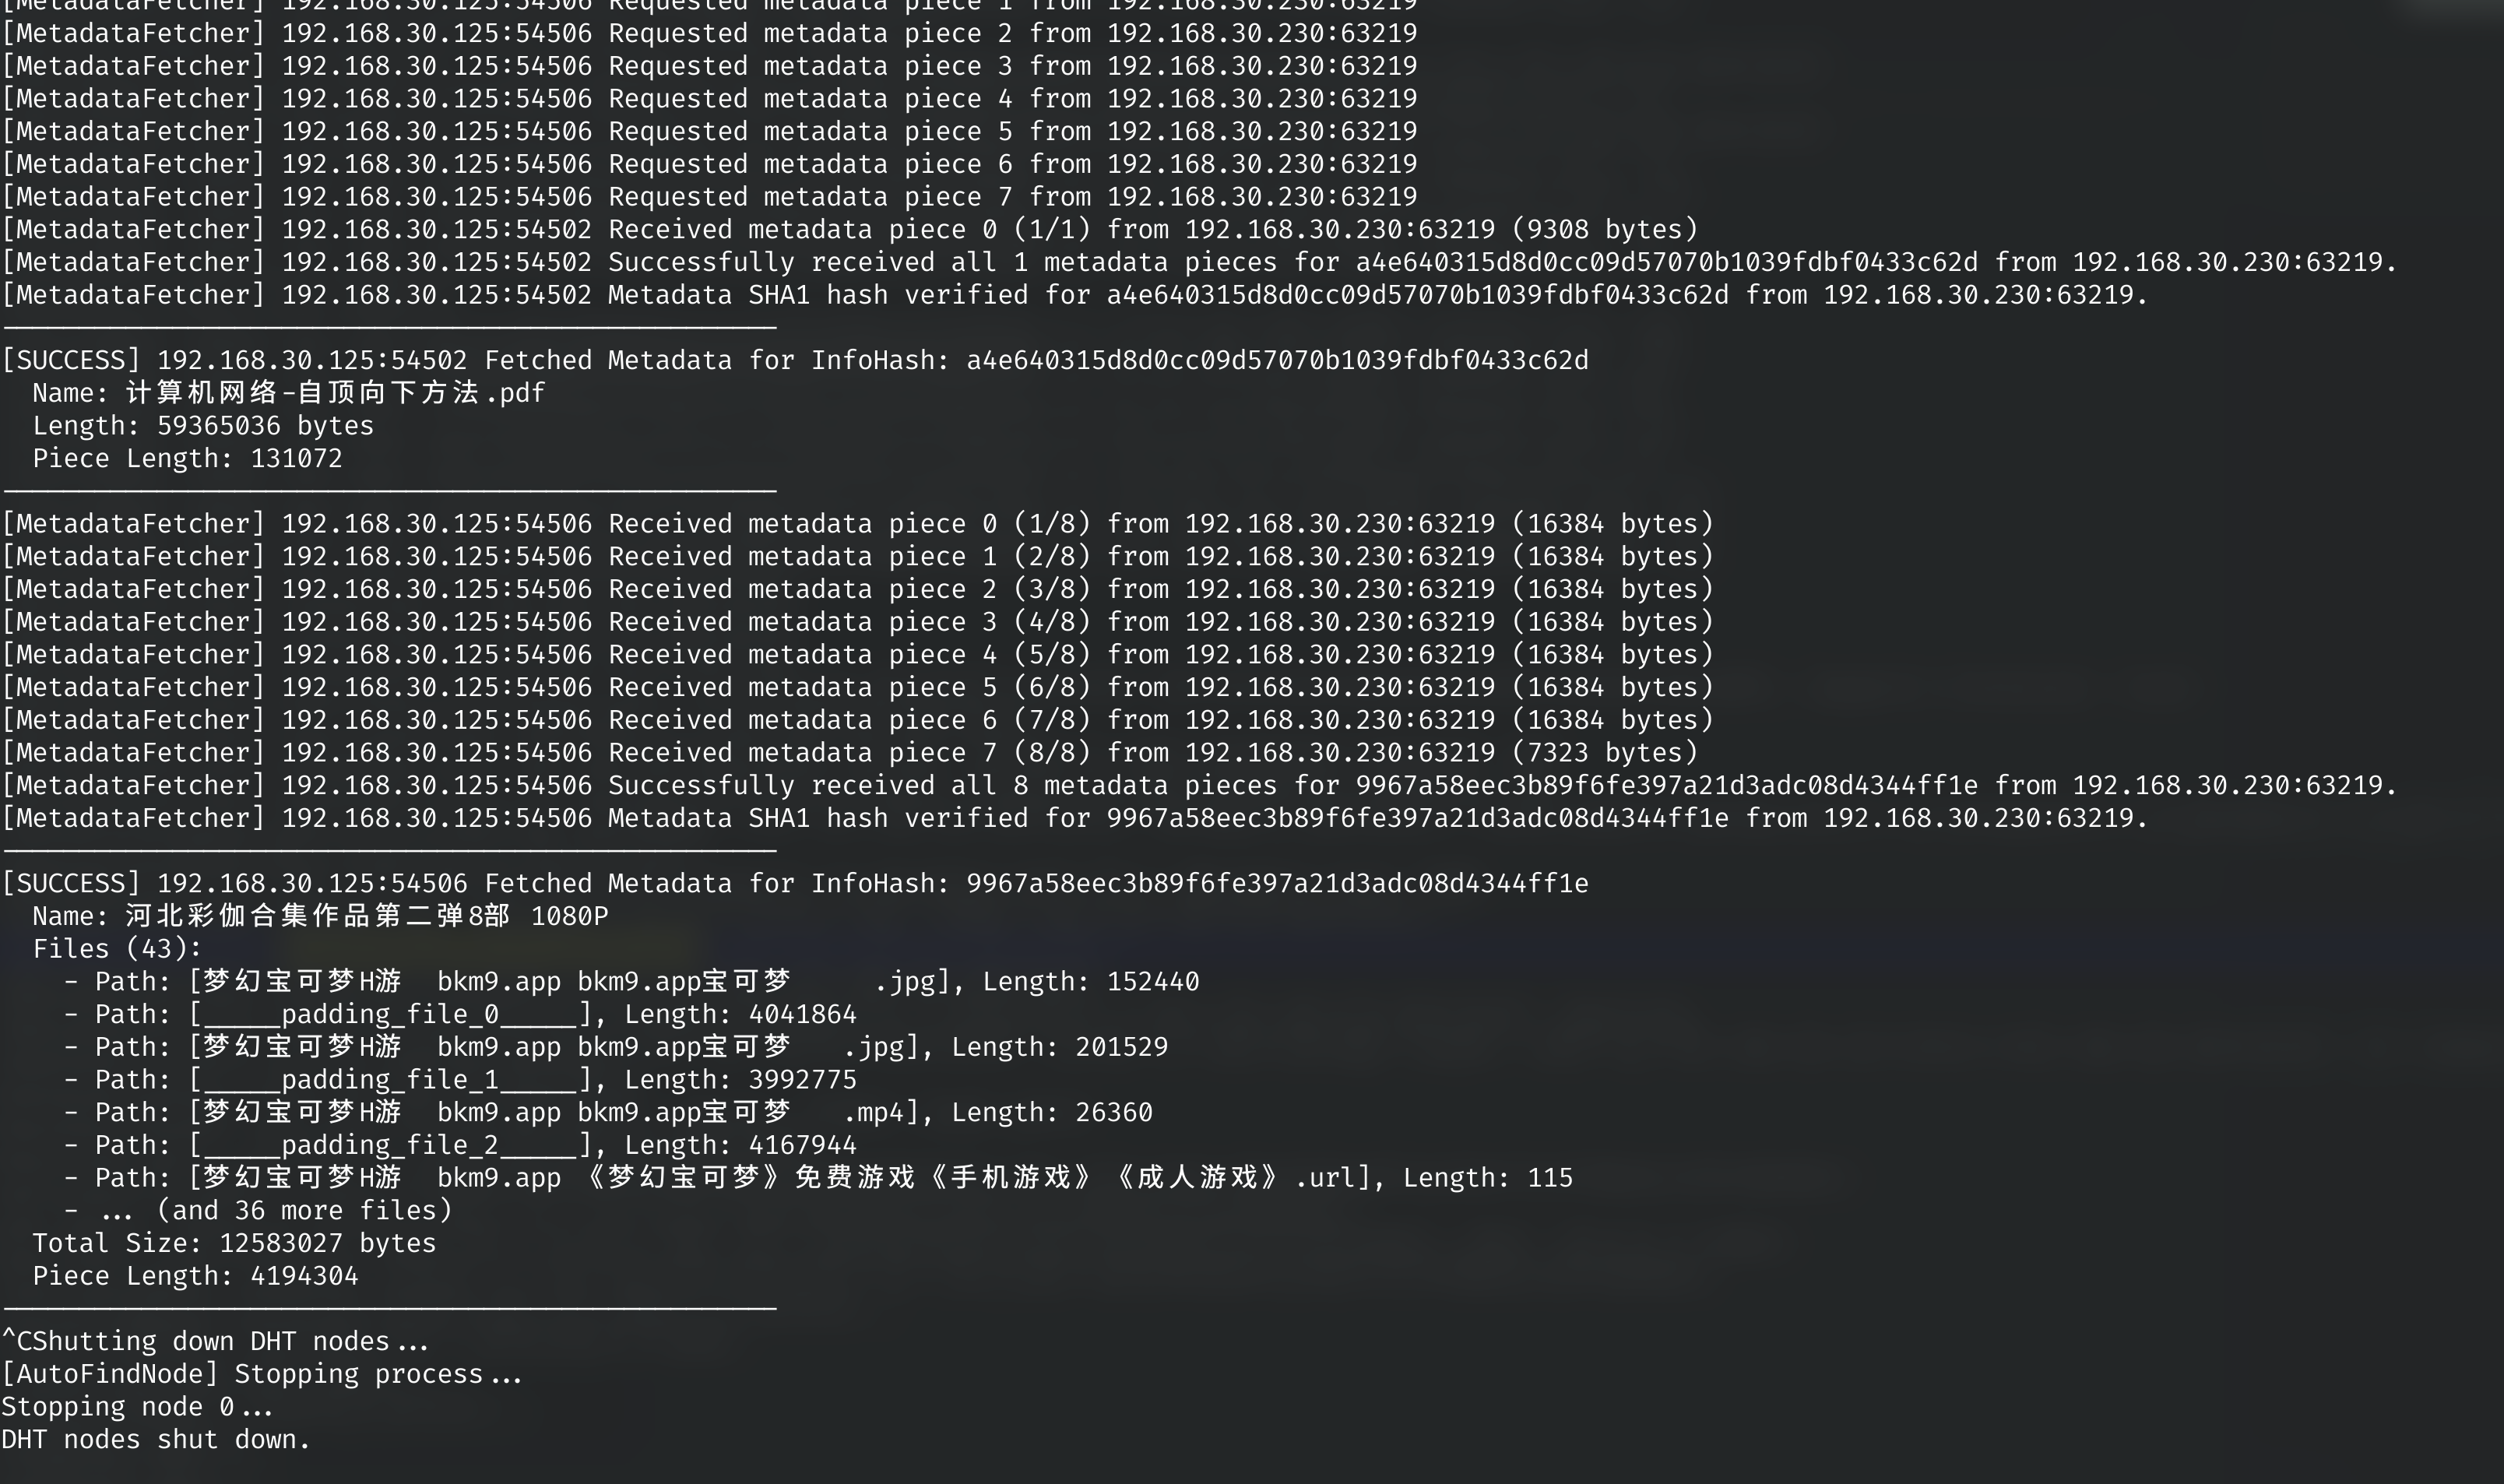 [MetadataFetcher] 192.168.30.125:54506 Requested metadata piece 1 from 192.168.30.230:63219
[MetadataFetcher] 192.168.30.125:54506 Requested metadata piece 2 from 192.168.30.230:63219
[MetadataFetcher] 192.168.30.125:54506 Requested metadata piece 3 from 192.168.30.230:63219
[MetadataFetcher] 192.168.30.125:54506 Requested metadata piece 4 from 192.168.30.230:63219
[MetadataFetcher] 192.168.30.125:54506 Requested metadata piece 5 from 192.168.30.230:63219
[MetadataFetcher] 192.168.30.125:54506 Requested metadata piece 6 from 192.168.30.230:63219
[MetadataFetcher] 192.168.30.125:54506 Requested metadata piece 7 from 192.168.30.230:63219
[MetadataFetcher] 192.168.30.125:54502 Received metadata piece 0 (1/1) from 192.168.30.230:63219 (9308 bytes)
[MetadataFetcher] 192.168.30.125:54502 Successfully received all 1 metadata pieces for a4e640315d8d0cc09d57070b1039fdbf0433c62d from 192.168.30.230:63219.
[MetadataFetcher] 192.168.30.125:54502 Metadata SHA1 hash verified for a4e640315d8d0cc09d57070b1039fdbf0433c62d from 192.168.30.230:63219.
[SUCCESS] 192.168.30.125:54502 Fetched Metadata for InfoHash: a4e640315d8d0cc09d57070b1039fdbf0433c62d
Name: 计算机网络-自顶向下方法.pdf
Length: 59365036 bytes
Piece Length: 131072
[MetadataFetcher] 192.168.30.125:54506 Received metadata piece 0 (1/8) from 192.168.30.230:63219 (16384 bytes)
[MetadataFetcher] 192.168.30.125:54506 Received metadata piece 1 (2/8) from 192.168.30.230:63219 (16384 bytes)
[MetadataFetcher] 192.168.30.125:54506 Received metadata piece 2 (3/8) from 192.168.30.230:63219 (16384 bytes)
[MetadataFetcher] 192.168.30.125:54506 Received metadata piece 3 (4/8) from 192.168.30.230:63219 (16384 bytes)
[MetadataFetcher] 192.168.30.125:54506 Received metadata piece 4 (5/8) from 192.168.30.230:63219 (16384 bytes)
[MetadataFetcher] 192.168.30.125:54506 Received metadata piece 5 (6/8) from 192.168.30.230:63219 (16384 bytes)
[MetadataFetcher] 192.168.30.125:54506 Received metadata piece 6 (7/8) from 192.168.30.230:63219 (16384 bytes)
[MetadataFetcher] 192.168.30.125:54506 Received metadata piece 7 (8/8) from 192.168.30.230:63219 (7323 bytes)
[MetadataFetcher] 192.168.30.125:54506 Successfully received all 8 metadata pieces for 9967a58eec3b89f6fe397a21d3adc08d4344ff1e from 192.168.30.230:63219.
[MetadataFetcher] 192.168.30.125:54506 Metadata SHA1 hash verified for 9967a58eec3b89f6fe397a21d3adc08d4344ff1e from 192.168.30.230:63219.
[SUCCESS] 192.168.30.125:54506 Fetched Metadata for InfoHash: 9967a58eec3b89f6fe397a21d3adc08d4344ff1e
Name: 河北彩伽合集作品第二弹8部 1080P
Files (43):
- Path: [梦幻宝可梦H游 bkm9.app bkm9.app宝可梦 .jpg], Length: 152440
- Path: [_____padding_file_0_____], Length: 4041864
- Path: [梦幻宝可梦H游 bkm9.app bkm9.app宝可梦 .jpg], Length: 201529
- Path: [_____padding_file_1_____], Length: 3992775
- Path: [梦幻宝可梦H游 bkm9.app bkm9.app宝可梦 .mp4], Length: 26360
- Path: [_____padding_file_2_____], Length: 4167944
- Path: [梦幻宝可梦H游 bkm9.app 《梦幻宝可梦》免费游戏《手机游戏》《成人游戏》.url], Length: 115
- ... (and 36 more files)
Total Size: 12583027 bytes
Piece Length: 4194304
^CShutting down DHT nodes...
[AutoFindNode] Stopping process...
Stopping node 0...
DHT nodes shut down.